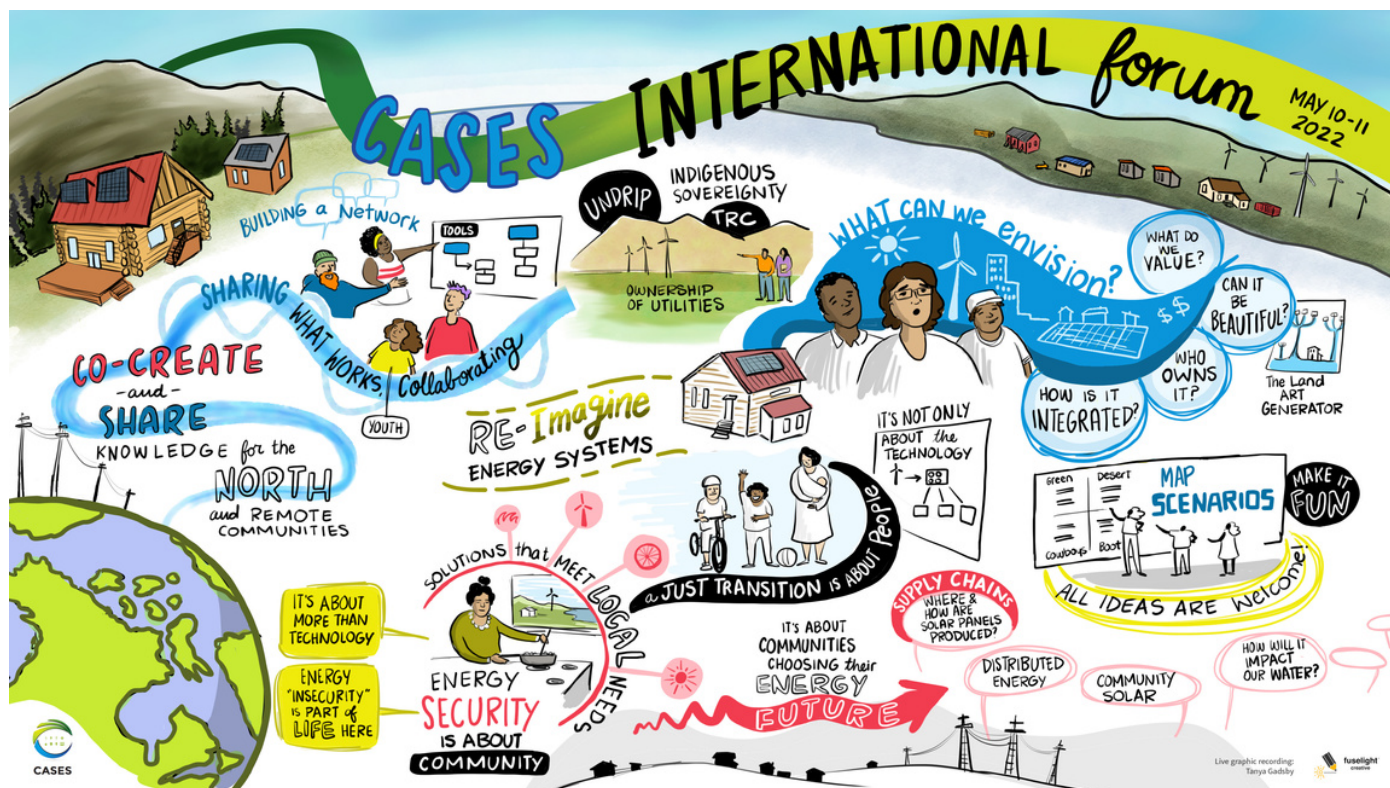 CASES INTERNATIONAL forum
MAY 10-11
2022
BUILDING a Network
TOOLS
SHARING
WHAT WORKS, Collaborating
YOUTH
UNDRIP
INDIGENOUS
SOVEREIGNTY
TRC
OWNERSHIP
OF UTILITIES
WHAT CAN WE envision?
$$
WHAT DO
WE
VALUE?
CAN IT
BE
BEAUTIFUL?
WHO
OWNS
IT?
HOW IS IT
INTEGRATED?
The Land
ART
GENERATOR
CO-CREATE
-and-
SHARE
KNOWLEDGE for the
NORTH
and REMOTE
COMMUNITIES
RE-Imagine
ENERGY SYSTEMS
IT'S NOT ONLY
ABOUT the
TECHNOLOGY
a JUST TRANSITION IS ABOUT People
Green
Desert
Cowboys
Boot
MAP
SCENARIOS
MAKE IT
FUN
ALL IDEAS ARE Welcome!
IT'S ABOUT
MORE THAN
TECHNOLOGY
ENERGY
"INSECURITY"
IS PART of
LIFE HERE
SOLUTIONS that MEET LOCAL NEEDS
ENERGY
SECURITY
IS ABOUT
COMMUNITY
IT'S ABOUT
COMMUNITIES
CHOOSING their
ENERGY
FUTURE
SUPPLY CHAINS
WHERE &
HOW ARE
SOLAR PANELS
PRODUCED?
DISTRIBUTED
ENERGY
COMMUNITY
SOLAR
HOW WILL IT
IMPACT
OUR WATER?
CASES
Live graphic recording:
Tanya Gadsby
fuselight
creative